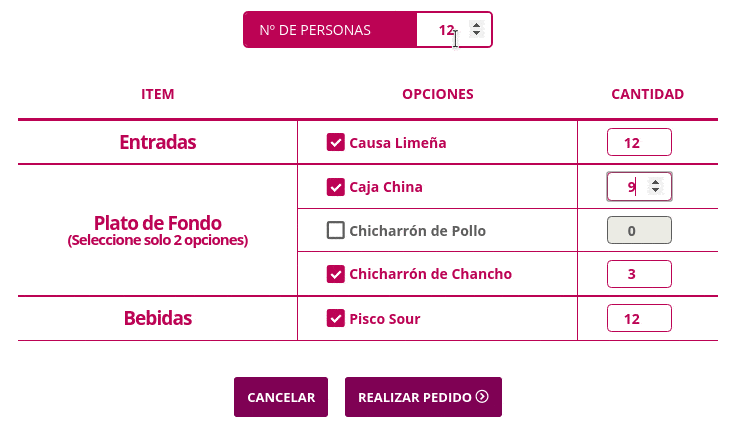 Nº DE PERSONAS 12
ITEM OPCIONES CANTIDAD
Entradas Causa Limeña 12
Caja China 9
Plato de Fondo
(Seleccione solo 2 opciones)
Chicharrón de Pollo 0
Chicharrón de Chancho 3
Bebidas Pisco Sour 12
CANCELAR REALIZAR PEDIDO